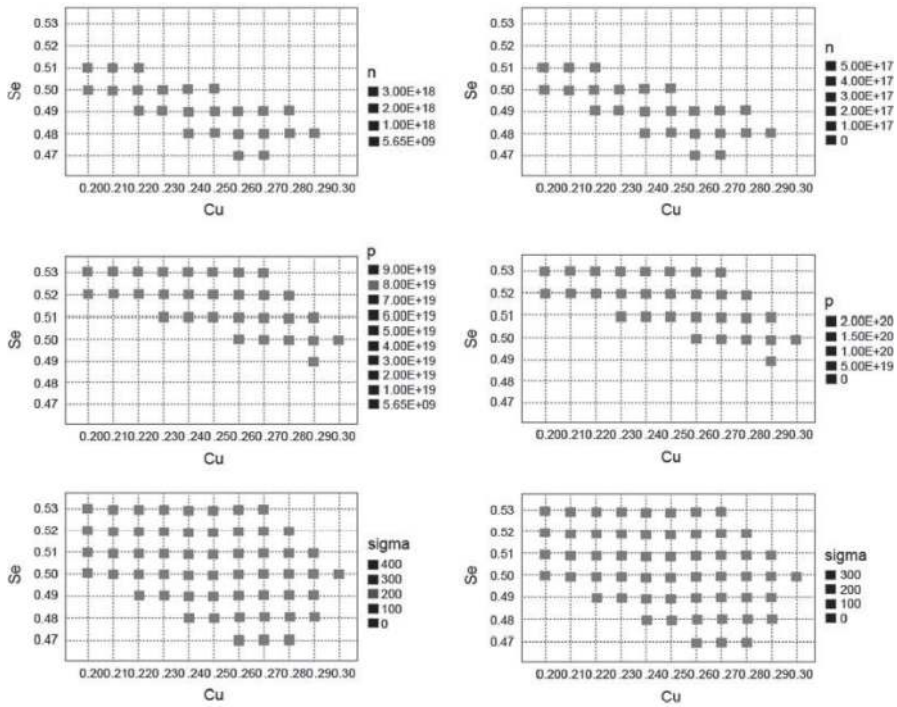 0.53
0.52
0.51
0.50
0.49
0.48
0.47
Se
0.200.210.220.230.240.250.260.270.280.290.30
Cu
n
3.00E+18
2.00E+18
1.00E+18
5.65E+09
0.53
0.52
0.51
0.50
0.49
0.48
0.47
Se
0.200.210.220.230.240.250.260.270.280.290.30
Cu
n
5.00E+17
4.00E+17
3.00E+17
2.00E+17
1.00E+17
0
0.53
0.52
0.51
0.50
0.49
0.48
0.47
Se
0.200.210.220.230.240.250.260.270.280.290.30
Cu
p
9.00E+19
8.00E+19
7.00E+19
6.00E+19
5.00E+19
4.00E+19
3.00E+19
2.00E+19
1.00E+19
5.65E+09
0.53
0.52
0.51
0.50
0.49
0.48
0.47
Se
0.200.210.220.230.240.250.260.270.280.290.30
Cu
p
2.00E+20
1.50E+20
1.00E+20
5.00E+19
0
0.53
0.52
0.51
0.50
0.49
0.48
0.47
Se
0.200.210.220.230.240.250.260.270.280.290.30
Cu
sigma
400
300
200
100
0
0.53
0.52
0.51
0.50
0.49
0.48
0.47
Se
0.200.210.220.230.240.250.260.270.280.290.30
Cu
sigma
300
200
100
0